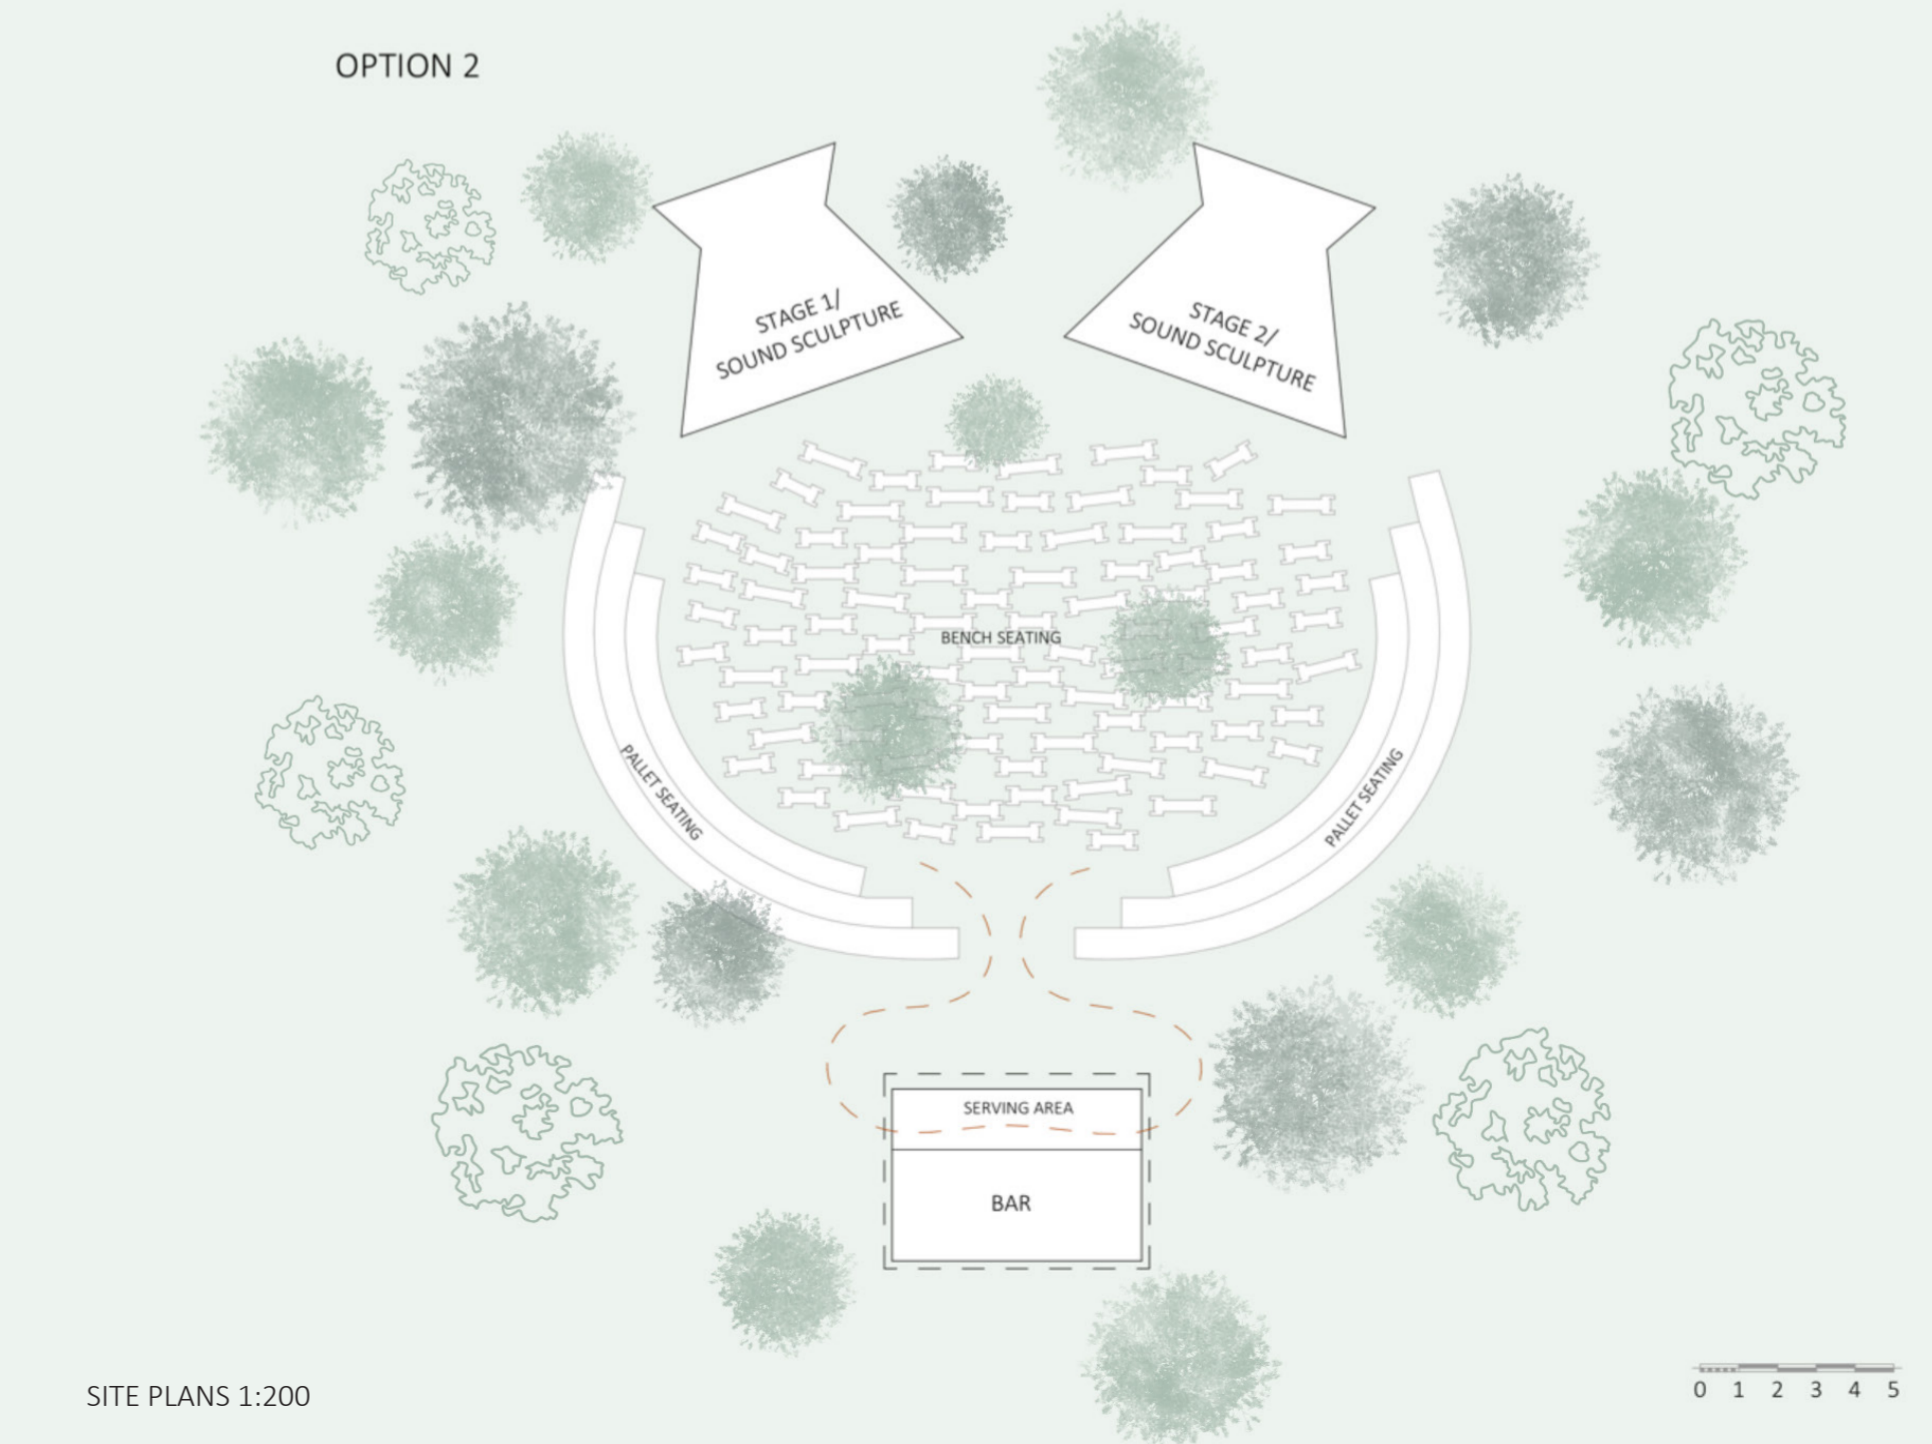 OPTION 2
STAGE 1/
SOUND SCULPTURE
STAGE 2/
SOUND SCULPTURE
BENCH SEATING
PALLET SEATING
PALLET SEATING
SERVING AREA
BAR
SITE PLANS 1:200
0 1 2 3 4 5